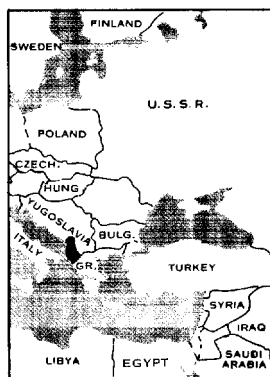 FINLAND
SWEDEN
U. S. S. R.
POLAND
CZECH.
HUNG.
YUGOSLAVIA
ITALY
BULG.
GR.
TURKEY
SYRIA
IRAQ
LIBYA
EGYPT
SAUDI
ARABIA